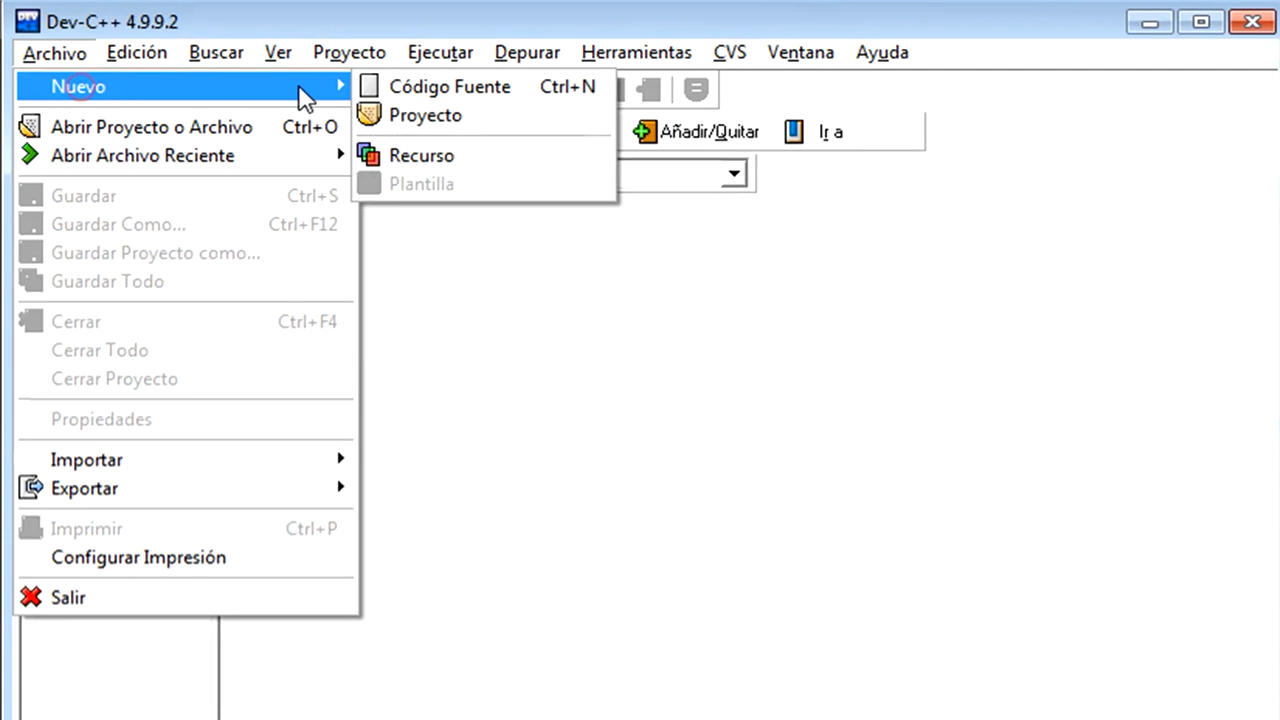 DEV
Dev-C++ 4.9.9.2
Archivo Edición Buscar Ver Proyecto Ejecutar Depurar Herramientas CVS Ventana Ayuda
Nuevo
Código Fuente Ctrl+N
Proyecto
Recurso
Plantilla
Abrir Proyecto o Archivo Ctrl+O
Abrir Archivo Reciente
Guardar Ctrl+S
Guardar Como... Ctrl+F12
Guardar Proyecto como...
Guardar Todo
Cerrar Ctrl+F4
Cerrar Todo
Cerrar Proyecto
Propiedades
Importar
Exportar
Imprimir Ctrl+P
Configurar Impresión
Salir
Añadir/Quitar Ir a